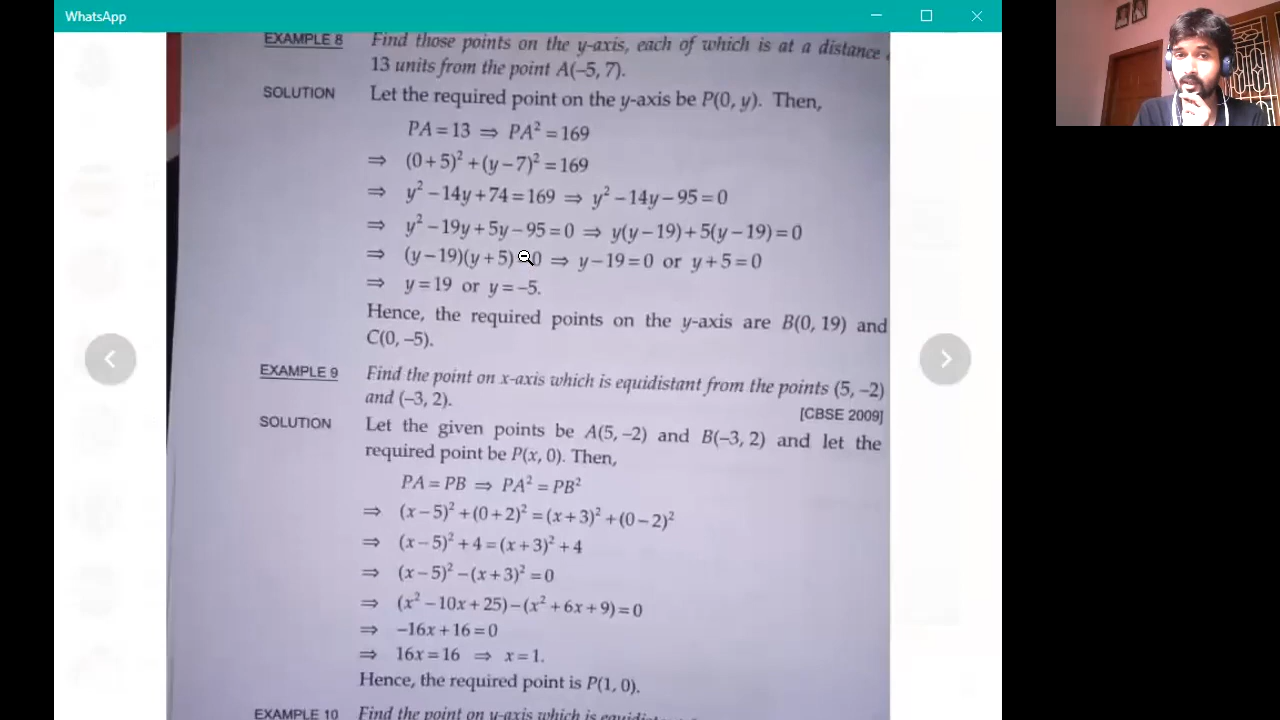 WhatsApp
EXAMPLE 8 Find those points on the y-axis, each of which is at a distance
13 units from the point A(–5, 7).
SOLUTION Let the required point on the y-axis be P(0, y). Then,
PA = 13 ⇒ PA² = 169
⇒ (0 + 5)² + (y – 7)² = 169
⇒ y² – 14y + 74 = 169 ⇒ y² – 14y – 95 = 0
⇒ y² – 19y + 5y – 95 = 0 ⇒ y(y – 19) + 5(y – 19) = 0
⇒ (y – 19)(y + 5) 0 ⇒ y – 19 = 0 or y + 5 = 0
⇒ y = 19 or y = –5.
Hence, the required points on the y-axis are B(0, 19) and
C(0, –5).
EXAMPLE 9 Find the point on x-axis which is equidistant from the points (5, –2)
and (–3, 2).
[CBSE 2009]
SOLUTION Let the given points be A(5, –2) and B(–3, 2) and let the
required point be P(x, 0). Then,
PA = PB ⇒ PA² = PB²
⇒ (x – 5)² + (0 + 2)² = (x + 3)² + (0 – 2)²
⇒ (x – 5)² + 4 = (x + 3)² + 4
⇒ (x – 5)² – (x + 3)² = 0
⇒ (x² – 10x + 25) – (x² + 6x + 9) = 0
⇒ –16x + 16 = 0
⇒ 16x = 16 ⇒ x = 1.
Hence, the required point is P(1, 0).
EXAMPLE 10 Find the point on y-axis which is